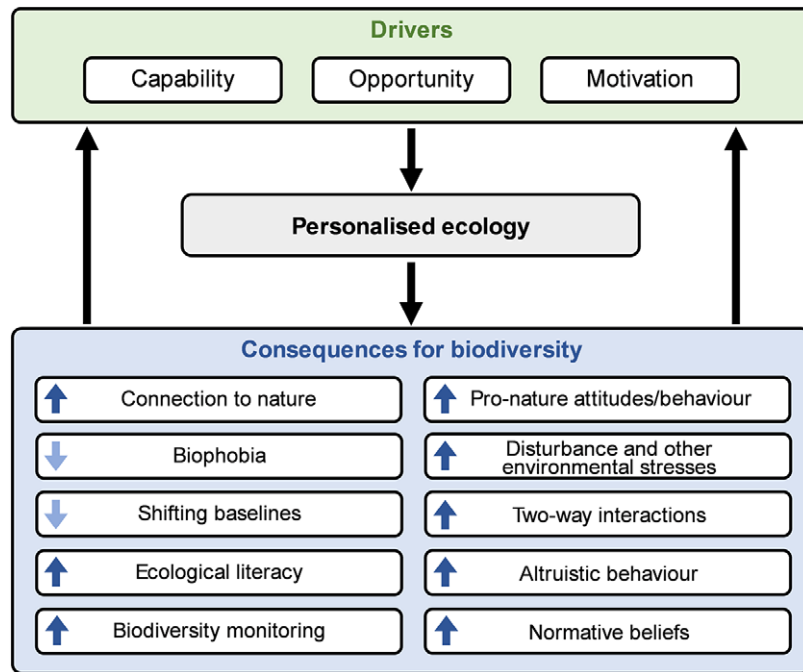 Drivers
Capability
Opportunity
Motivation
Personalised ecology
Consequences for biodiversity
Connection to nature
Pro-nature attitudes/behaviour
Biophobia
Disturbance and other
environmental stresses
Shifting baselines
Two-way interactions
Ecological literacy
Altruistic behaviour
Biodiversity monitoring
Normative beliefs